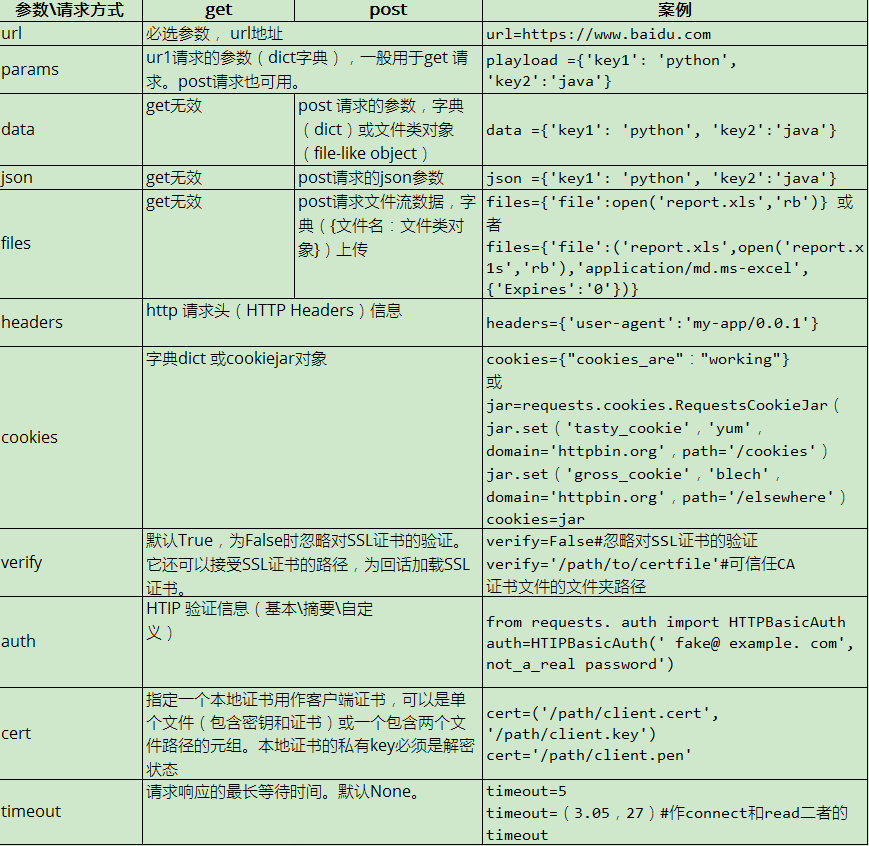 参数\请求方式 get post 案例
url 必选参数， url地址 url=https://www.baidu.com
params
ur1请求的参数（dict字典），一般用于get 请
求。post请求也可用。
playload ={'key1': 'python',
'key2':'java'}
data
get无效
post 请求的参数，字典
（dict）或文件类对象
（file-like object）
data ={'key1': 'python', 'key2':'java'}
json get无效 post请求的json参数 json ={'key1': 'python', 'key2':'java'}
files
get无效
post请求文件流数据，字
典（{文件名：文件类对
象}）上传
files={'file':open('report.xls','rb')} 或
者
files={'file':('report.xls',open('report.x
1s','rb'),'application/md.ms-excel',
{'Expires':'0'})}
headers
http 请求头（HTTP Headers）信息
headers={'user-agent':'my-app/0.0.1'}
cookies
字典dict 或cookiejar对象
cookies={"cookies_are"："working"}
或
jar=requests.cookies.RequestsCookieJar（
jar.set（'tasty_cookie'，'yum'，
domain='httpbin.org'，path='/cookies'）
jar.set（'gross_cookie'，'blech'，
domain='httpbin.org'，path='/elsewhere'）
cookies=jar
verify
默认True，为False时忽略对SSL证书的验证。
它还可以接受SSL证书的路径，为回话加载SSL
证书。
verify=False#忽略对SSL证书的验证
verify='/path/to/certfile'#可信任CA
证书文件的文件夹路径
auth
HTIP 验证信息（基本\摘要\自定
义）
from requests. auth import HTTPBasicAuth
auth=HTIPBasicAuth(' fake@ example. com',
not_a_real password')
cert
指定一个本地证书用作客户端证书，可以是单
个文件（包含密钥和证书）或一个包含两个文
件路径的元组。本地证书的私有key必须是解密
状态
cert=('/path/client.cert',
'/path/client.key')
cert='/path/client.pen'
timeout
请求响应的最长等待时间。默认None。
timeout=5
timeout=（3.05，27）#作connect和read二者的
timeout